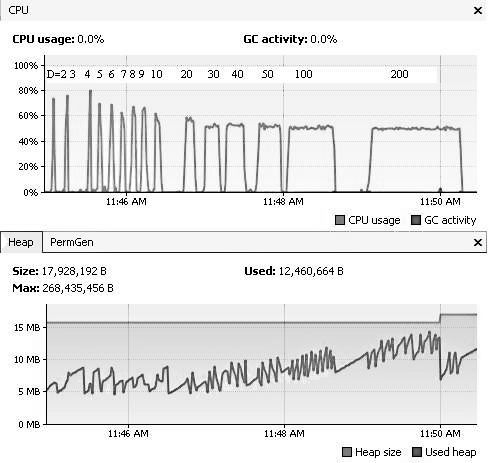 CPU ×
CPU usage: 0.0% GC activity: 0.0%
100%
D=2 3 4 5 6 7 8 9 10 20 30 40 50 100 200
80%
60%
40%
20%
0%
11:46 AM 11:48 AM 11:50 AM
CPU usage GC activity
Heap PermGen ×
Size: 17,928,192 B Used: 12,460,664 B
Max: 268,435,456 B
15 MB
10 MB
5 MB
0 MB
11:46 AM 11:48 AM 11:50 AM
Heap size Used heap